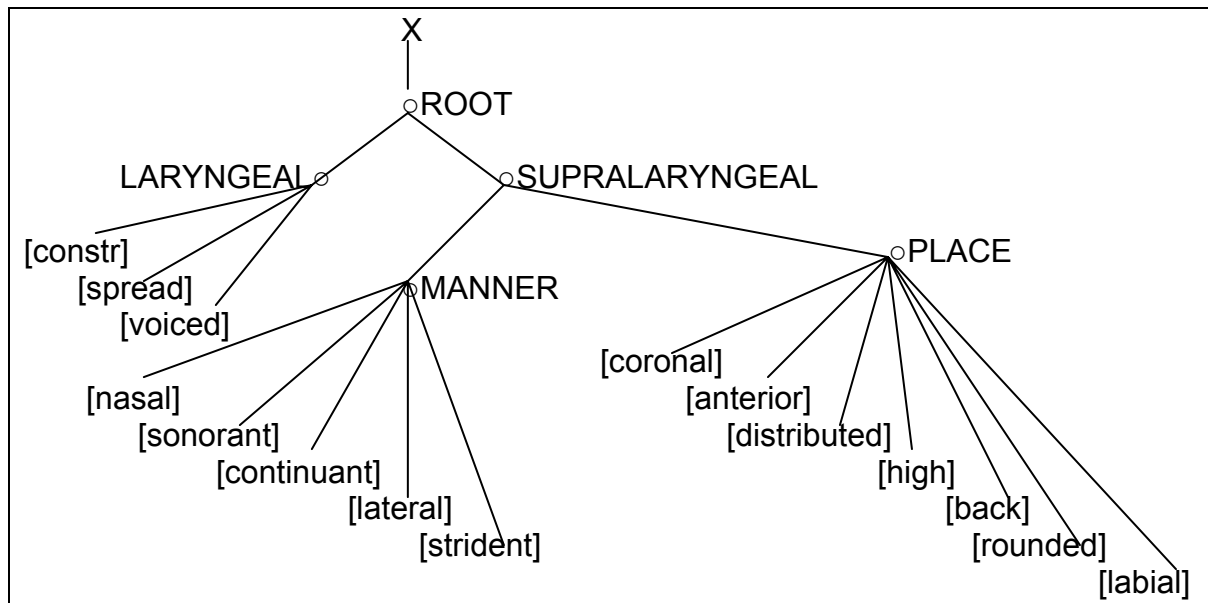 X
ROOT
LARYNGEAL SUPRALARYNGEAL
[constr] PLACE
[spread] MANNER
[voiced]
[coronal]
[nasal] [anterior]
[sonorant] [distributed]
[continuant] [high]
[lateral] [back]
[strident] [rounded]
[labial]